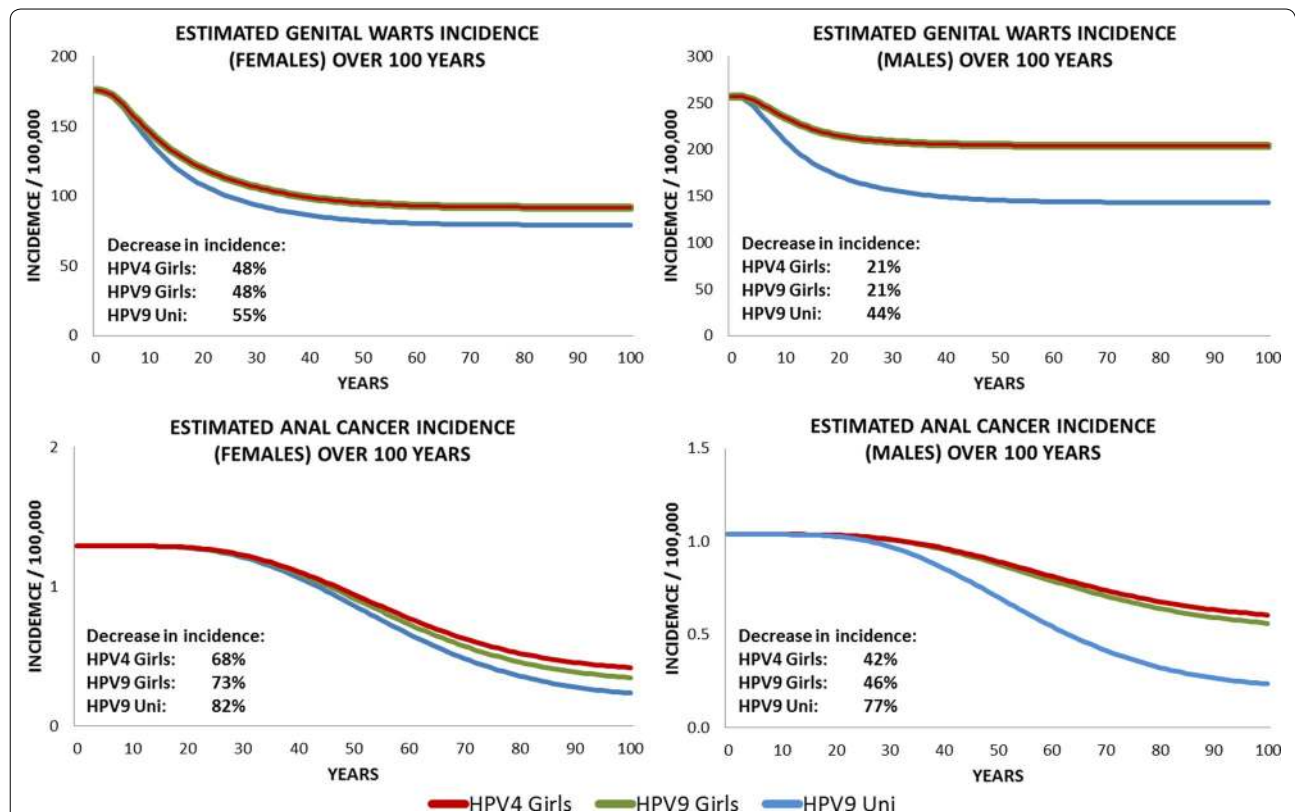 ESTIMATED GENITAL WARTS INCIDENCE
(FEMALES) OVER 100 YEARS
INCIDEMCE / 100,000
200
150
100
50
0
Decrease in incidence:
HPV4 Girls: 48%
HPV9 Girls: 48%
HPV9 Uni: 55%
0 10 20 30 40 50 60 70 80 90 100
YEARS
ESTIMATED GENITAL WARTS INCIDENCE
(MALES) OVER 100 YEARS
INCIDEMCE / 100,000
300
250
200
150
100
50
0
Decrease in incidence:
HPV4 Girls: 21%
HPV9 Girls: 21%
HPV9 Uni: 44%
0 10 20 30 40 50 60 70 80 90 100
YEARS
ESTIMATED ANAL CANCER INCIDENCE
(FEMALES) OVER 100 YEARS
INCIDEMCE / 100,000
2
1
0
Decrease in incidence:
HPV4 Girls: 68%
HPV9 Girls: 73%
HPV9 Uni: 82%
0 10 20 30 40 50 60 70 80 90 100
YEARS
ESTIMATED ANAL CANCER INCIDENCE
(MALES) OVER 100 YEARS
INCIDEMCE / 100,000
1.5
1.0
0.5
0.0
Decrease in incidence:
HPV4 Girls: 42%
HPV9 Girls: 46%
HPV9 Uni: 77%
0 10 20 30 40 50 60 70 80 90 100
YEARS
HPV4 Girls HPV9 Girls HPV9 Uni